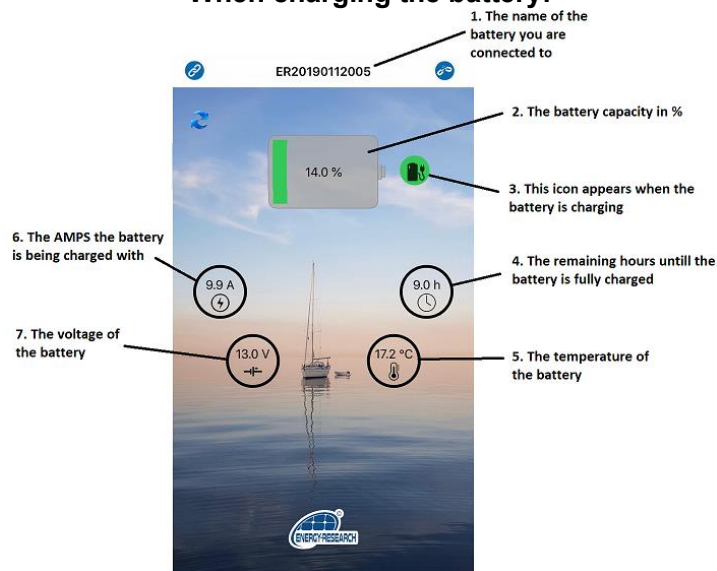 When charging the battery:
1. The name of the
battery you are
connected to
ER20190112005
2. The battery capacity in %
14.0 %
3. This icon appears when the
battery is charging
6. The AMPS the battery
is being charged with
4. The remaining hours untill the
battery is fully charged
9.9 A
9.0 h
7. The voltage of
the battery
13.0 V
17.2 °C
5. The temperature of
the battery
©
ENERGY-RESEARCH